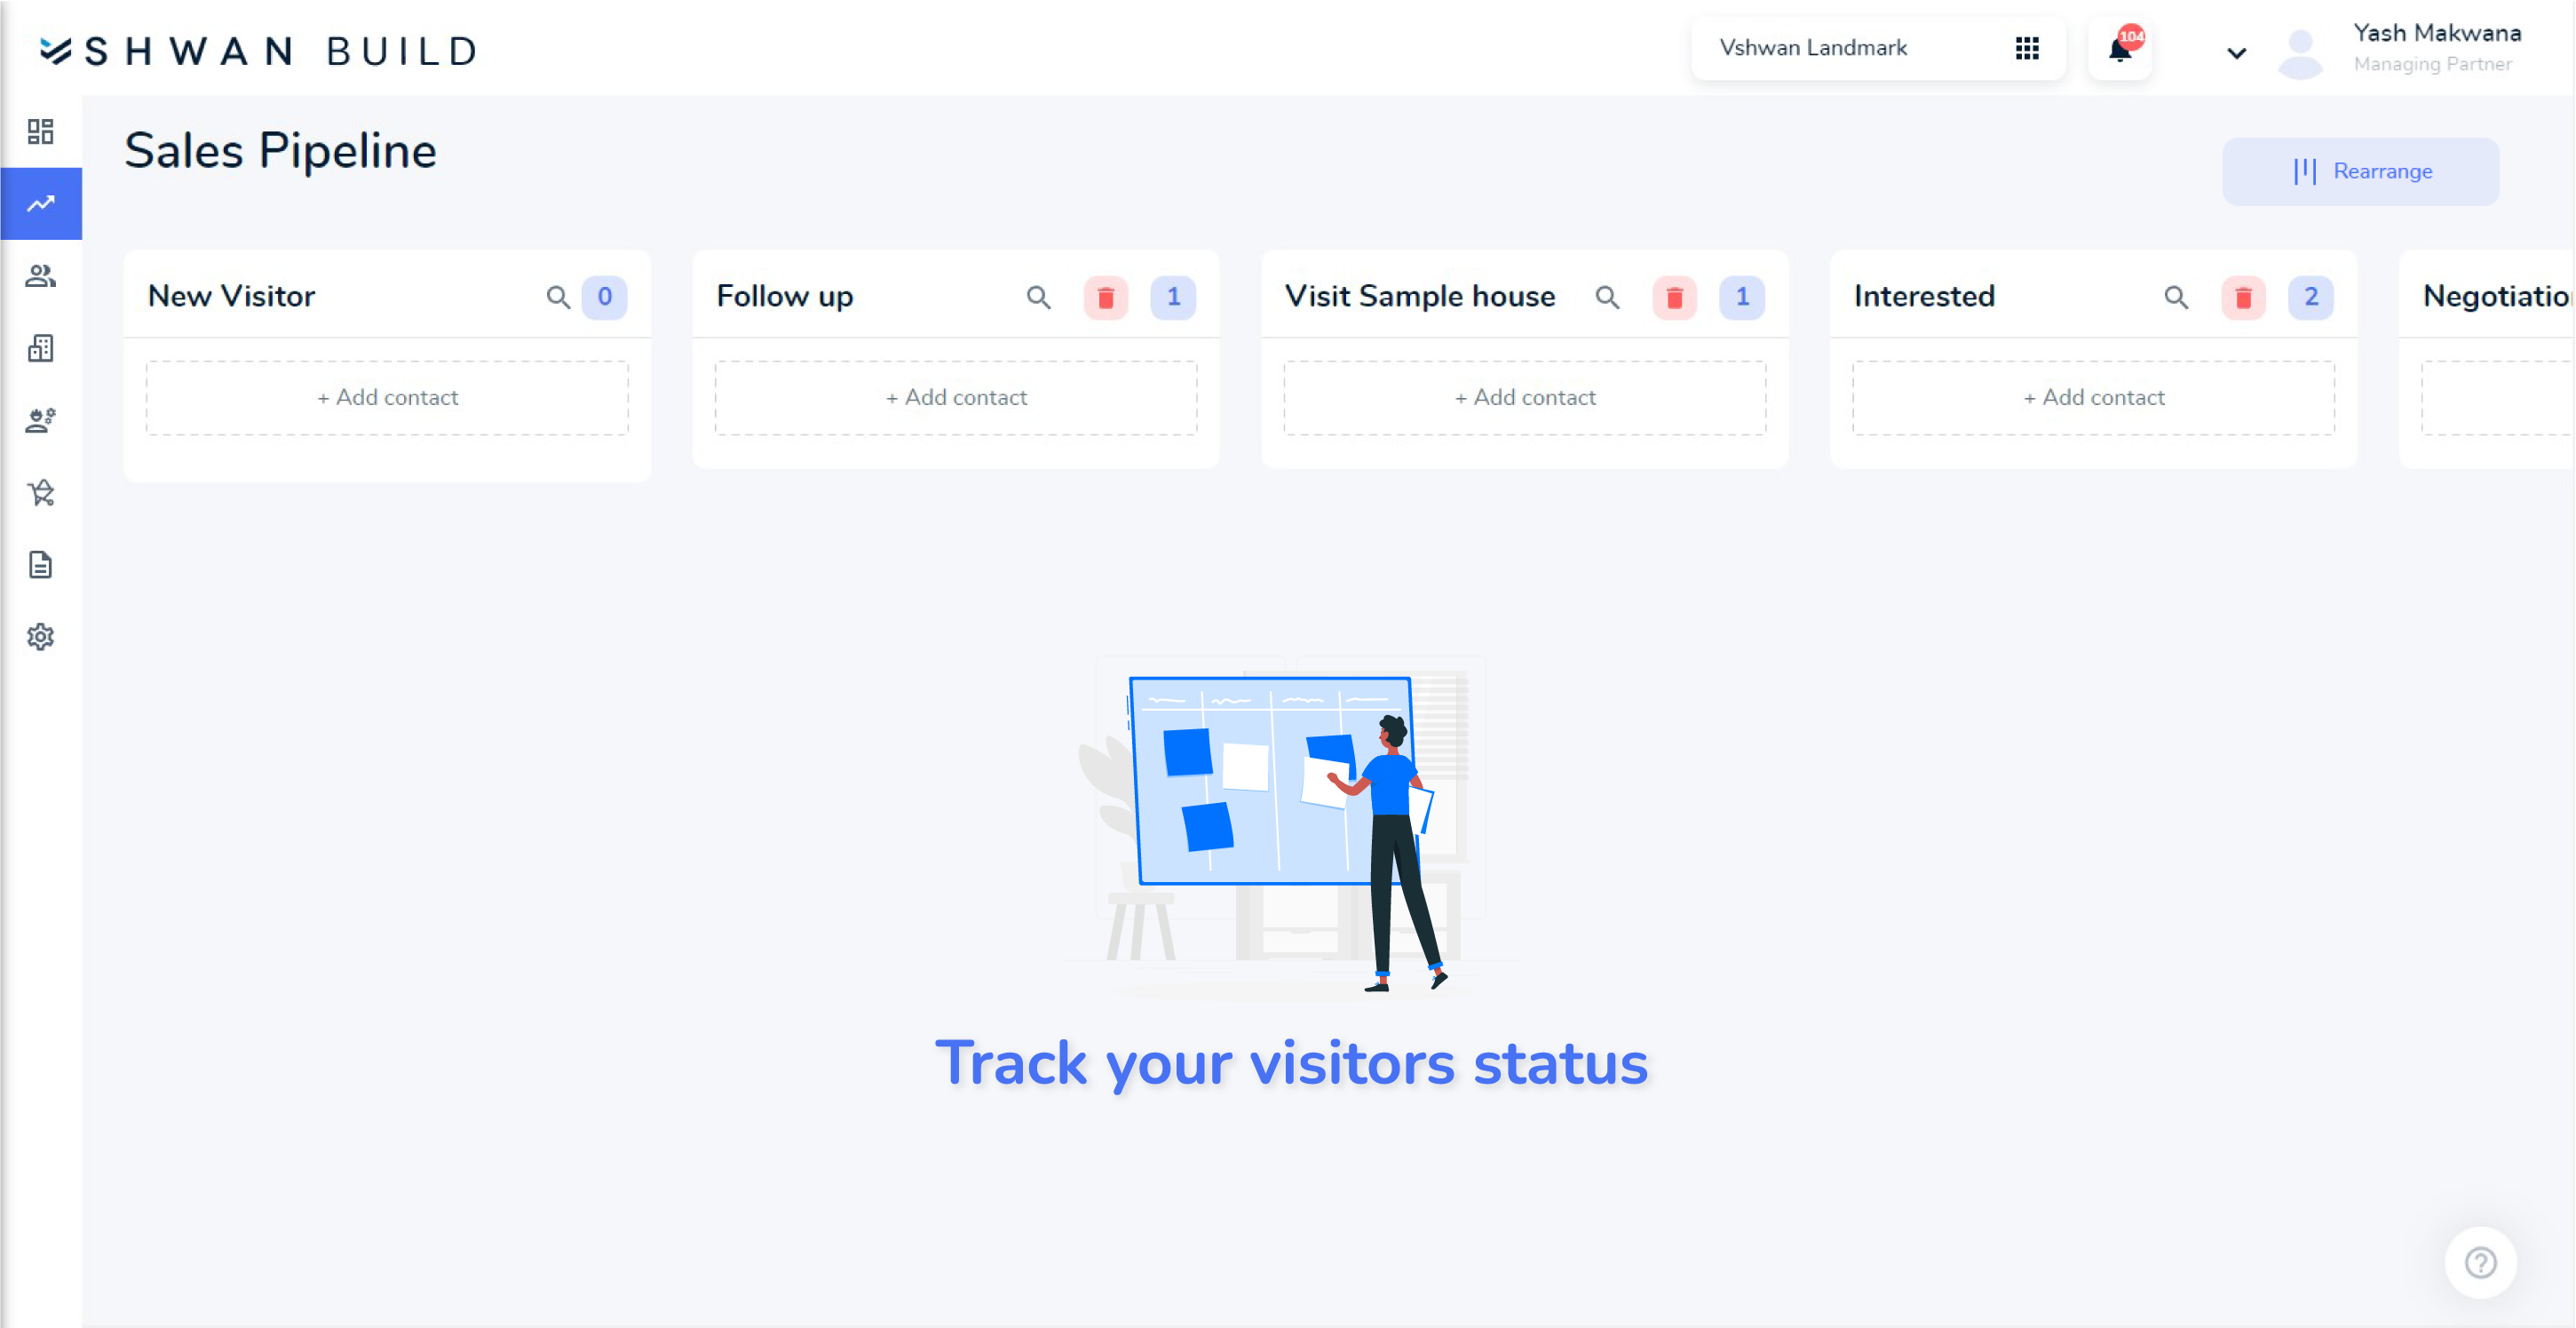 SHWAN BUILD
Vshwan Landmark
104
Yash Makwana
Managing Partner
Sales Pipeline
Rearrange
New Visitor 0
Follow up 1
Visit Sample house 1
Interested 2
Negotiatio
+ Add contact
+ Add contact
+ Add contact
+ Add contact
Track your visitors status